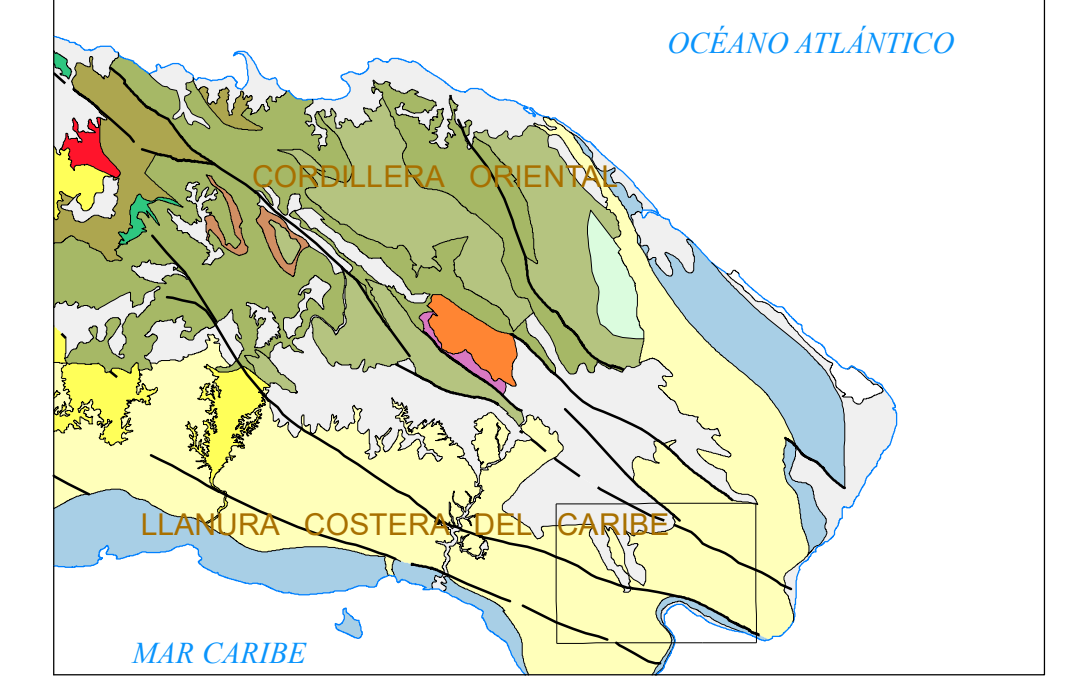 OCÉANO ATLÁNTICO
CORDILLERA ORIENTAL
LLANURA COSTERA DEL CARIBE
MAR CARIBE